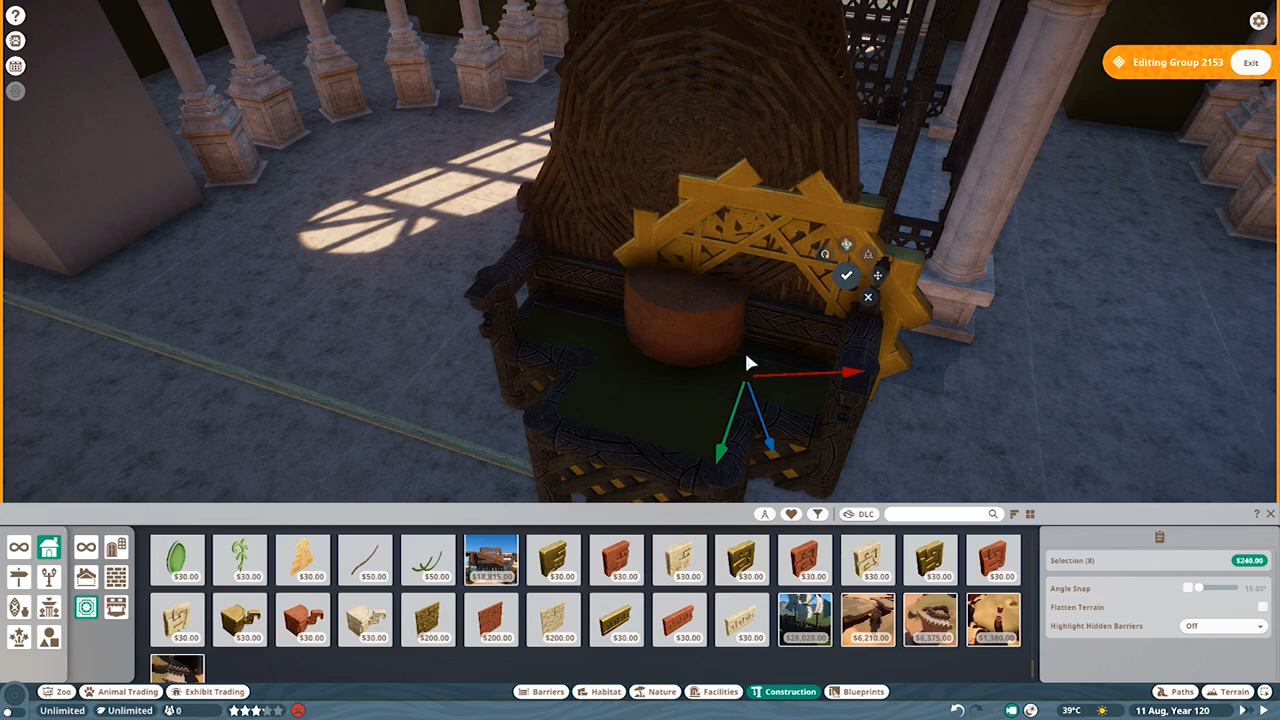 ?
Editing Group 2153 Exit
DLC
? ×
$30.00 $30.00 $30.00 $50.00 $50.00 $18,815.00 $30.00 $30.00 $30.00 $30.00 $30.00 $30.00 $30.00 $30.00
Selection (8) $240.00
Angle Snap 15.00°
Flatten Terrain
Highlight Hidden Barriers Off
$30.00 $30.00 $30.00 $30.00 $200.00 $200.00 $200.00 $30.00 $30.00 $30.00 $28,020.00 $6,210.00 $6,375.00 $1,380.00
Zoo Animal Trading Exhibit Trading Barriers Habitat Nature Facilities Construction Blueprints Paths Terrain
Unlimited Unlimited 0 39°C 11 Aug, Year 120